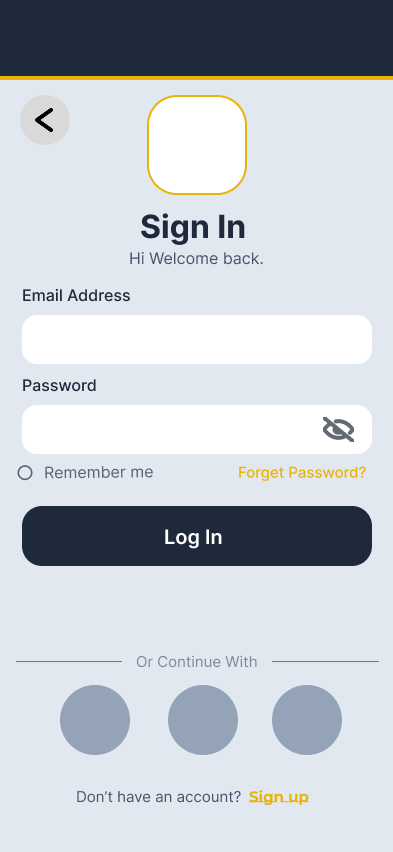 Sign In
Hi Welcome back.
Email Address
Password
Remember me
Forget Password?
Log In
Or Continue With
Don’t have an account? Sign up